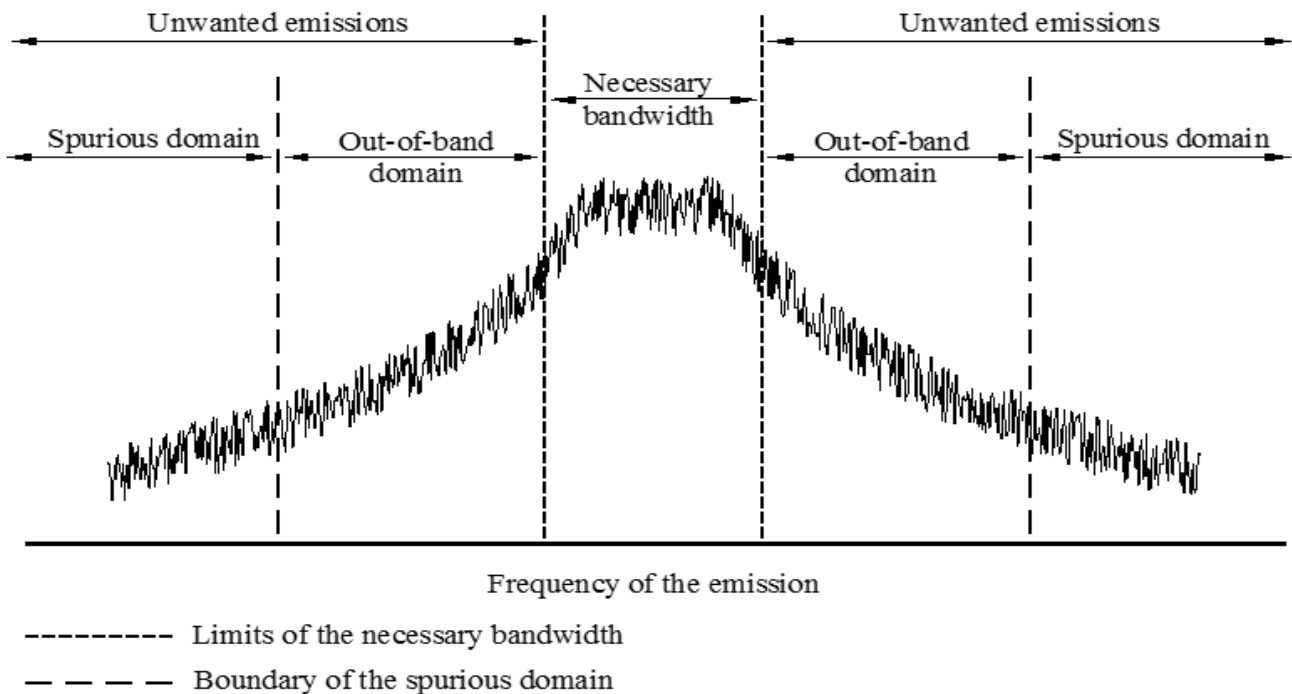 Unwanted emissions
Unwanted emissions
Necessary
bandwidth
Spurious domain
Out-of-band
domain
Out-of-band
domain
Spurious domain
Frequency of the emission
Limits of the necessary bandwidth
Boundary of the spurious domain